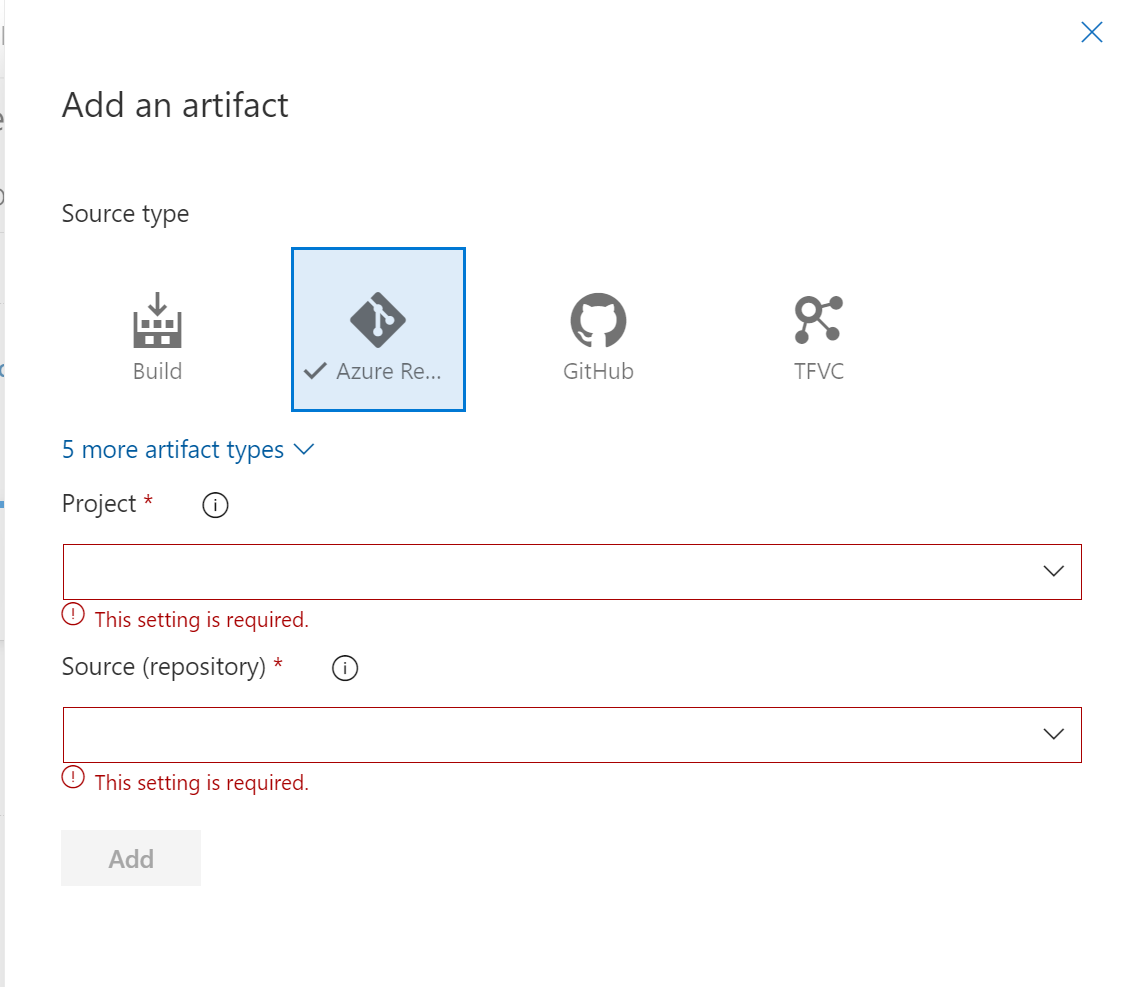 Add an artifact
Source type
Build
Azure Re...
GitHub
TFVC
5 more artifact types
Project *
This setting is required.
Source (repository) *
This setting is required.
Add